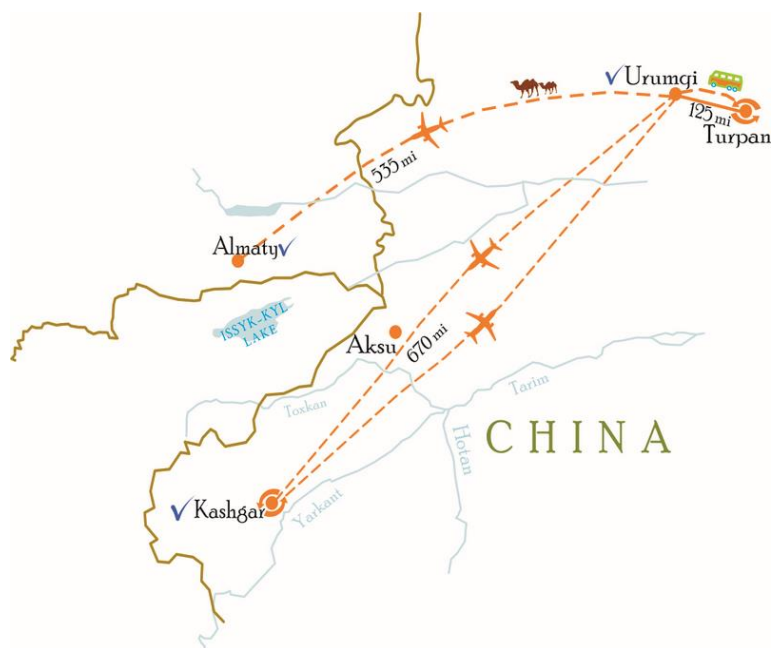 Urumqi
125 mi
Turpan
535 mi
Almaty
ISSYK-KYL
LAKE
Aksu
670 mi
Toxkan
Tarim
Hotan
CHINA
Kashgar
Yarkant